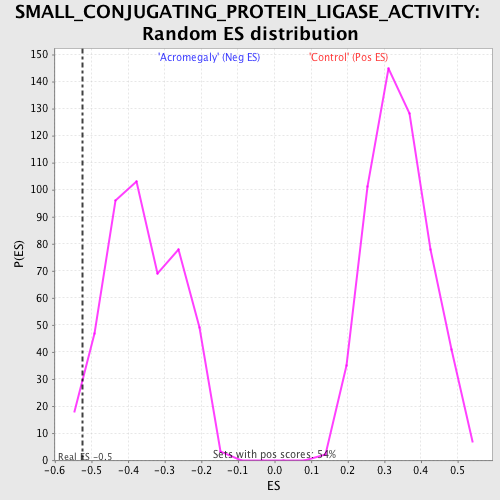 SMALL_CONJUGATING_PROTEIN_LIGASE_ACTIVITY:
Random ES distribution
'Acromegaly' (Neg ES) 'Control' (Pos ES)
150
140
130
120
110
100
90
80
70
60
50
40
30
20
10
0
P(ES)
Real ES -0.5
Sets with pos scores: 54%
-0.6 -0.5 -0.4 -0.3 -0.2 -0.1 0.0 0.1 0.2 0.3 0.4 0.5
ES